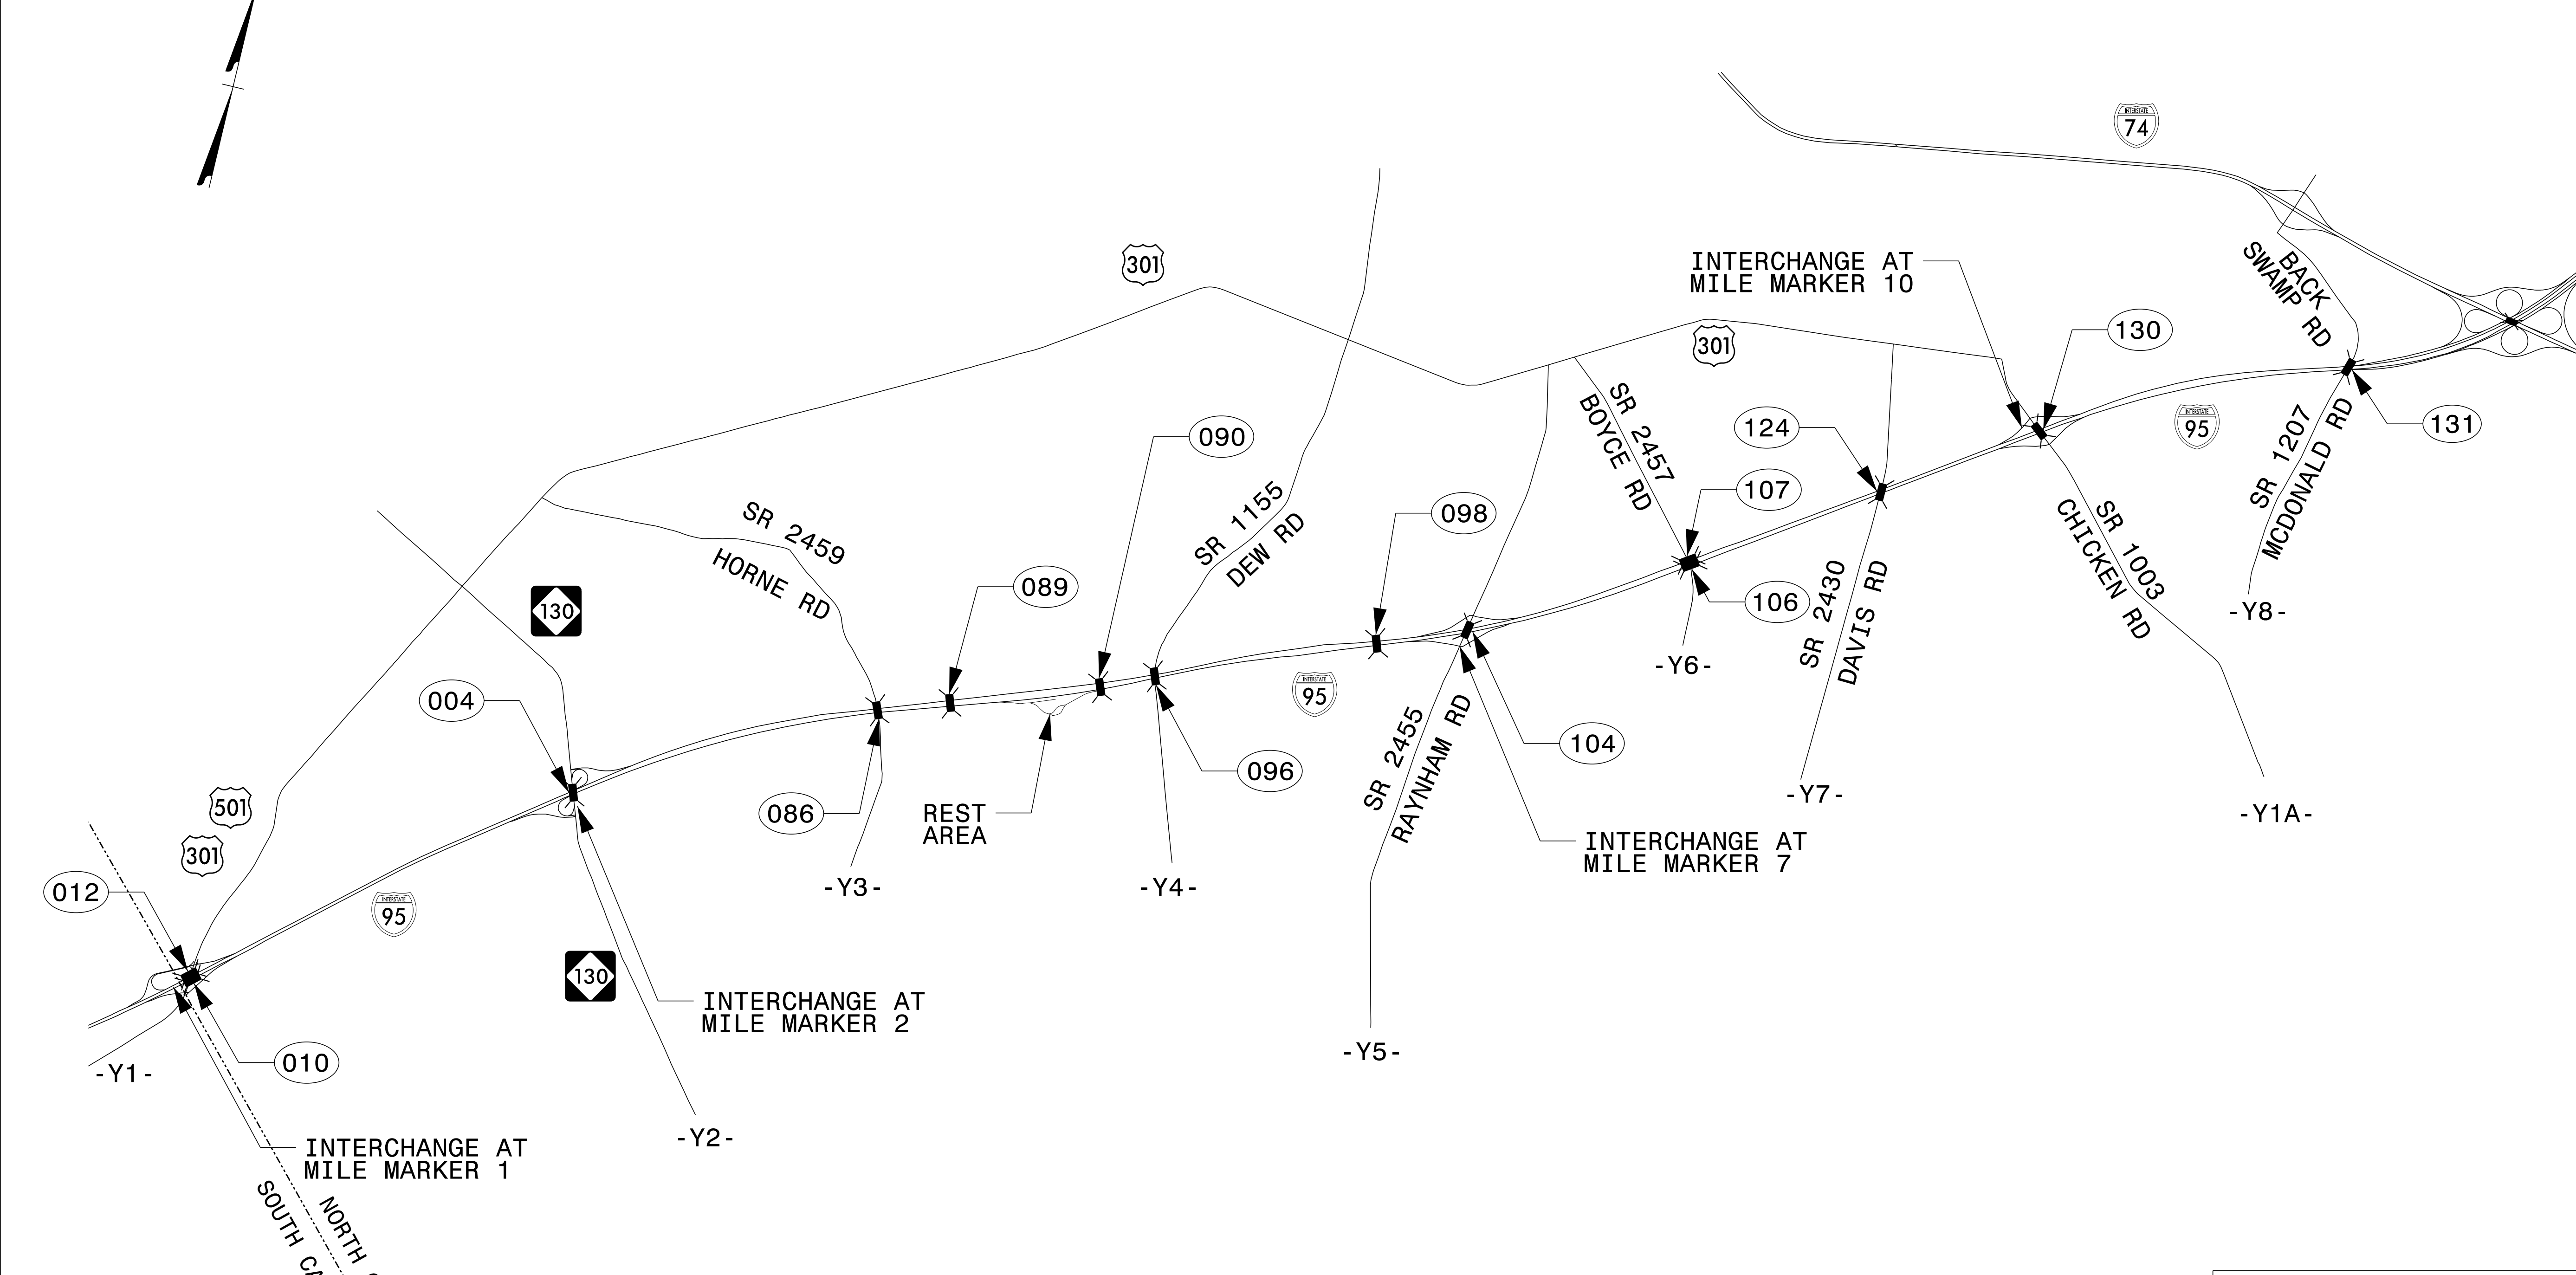 INTERSTATE
74
301
INTERCHANGE AT
MILE MARKER 10
BACK
SWAMP RD
130
301
131
INTERSTATE
95
SR 2457
BOYCE RD
124
090
107
SR 1207
MCDONALD RD
SR 1155
DEW RD
098
SR 2459
HORNE RD
SR 1003
CHICKEN RD
089
130
106
SR 2430
DAVIS RD
-Y8-
-Y6-
004
INTERSTATE
95
SR 2455
RAYNHAM RD
104
096
086
REST
AREA
-Y7-
501
-Y1A-
301
INTERCHANGE AT
MILE MARKER 7
012
-Y3-
-Y4-
INTERSTATE
95
130
INTERCHANGE AT
MILE MARKER 2
-Y5-
010
-Y1-
-Y2-
INTERCHANGE AT
MILE MARKER 1
NORTH
SOUTH